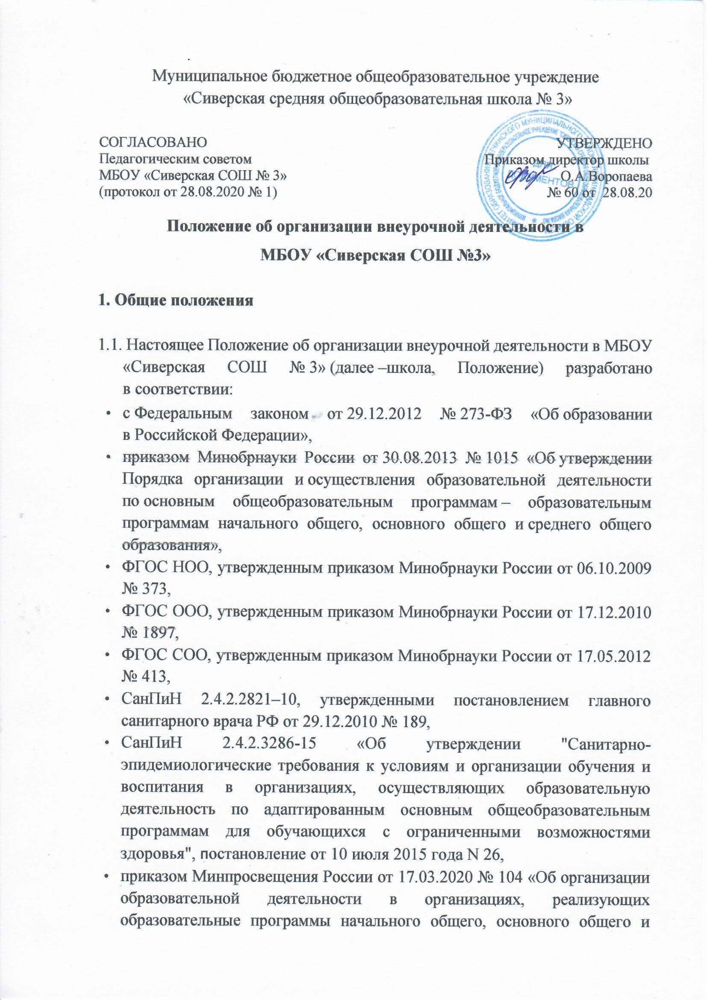 Муниципальное бюджетное общеобразовательное учреждение
«Сиверская средняя общеобразовательная школа № 3»
СОГЛАСОВАНО
Педагогическим советом
МБОУ «Сиверская СОШ № 3»
(протокол от 28.08.2020 № 1)
УТВЕРЖДЕНО
Приказом директор школы
О.А.Воропаева
№ 60 от 28.08.20
ДЛЯ
ДОКУМЕНТОВ
Положение об организации внеурочной деятельности в
МБОУ «Сиверская СОШ №3»
1. Общие положения
1.1. Настоящее Положение об организации внеурочной деятельности в МБОУ
«Сиверская СОШ № 3» (далее –школа, Положение) разработано
в соответствии:
• с Федеральным законом от 29.12.2012 № 273-ФЗ «Об образовании
в Российской Федерации»,
• приказом Минобрнауки России от 30.08.2013 № 1015 «Об утверждении
Порядка организации и осуществления образовательной деятельности
по основным общеобразовательным программам – образовательным
программам начального общего, основного общего и среднего общего
образования»,
• ФГОС НОО, утвержденным приказом Минобрнауки России от 06.10.2009
№ 373,
• ФГОС ООО, утвержденным приказом Минобрнауки России от 17.12.2010
№ 1897,
• ФГОС СОО, утвержденным приказом Минобрнауки России от 17.05.2012
№ 413,
• СанПиН 2.4.2.2821–10, утвержденными постановлением главного
санитарного врача РФ от 29.12.2010 № 189,
• СанПиН 2.4.2.3286-15 «Об утверждении "Санитарно-
эпидемиологические требования к условиям и организации обучения и
воспитания в организациях, осуществляющих образовательную
деятельность по адаптированным основным общеобразовательным
программам для обучающихся с ограниченными возможностями
здоровья", постановление от 10 июля 2015 года N 26,
• приказом Минпросвещения России от 17.03.2020 № 104 «Об организации
образовательной деятельности в организациях, реализующих
образовательные программы начального общего, основного общего и